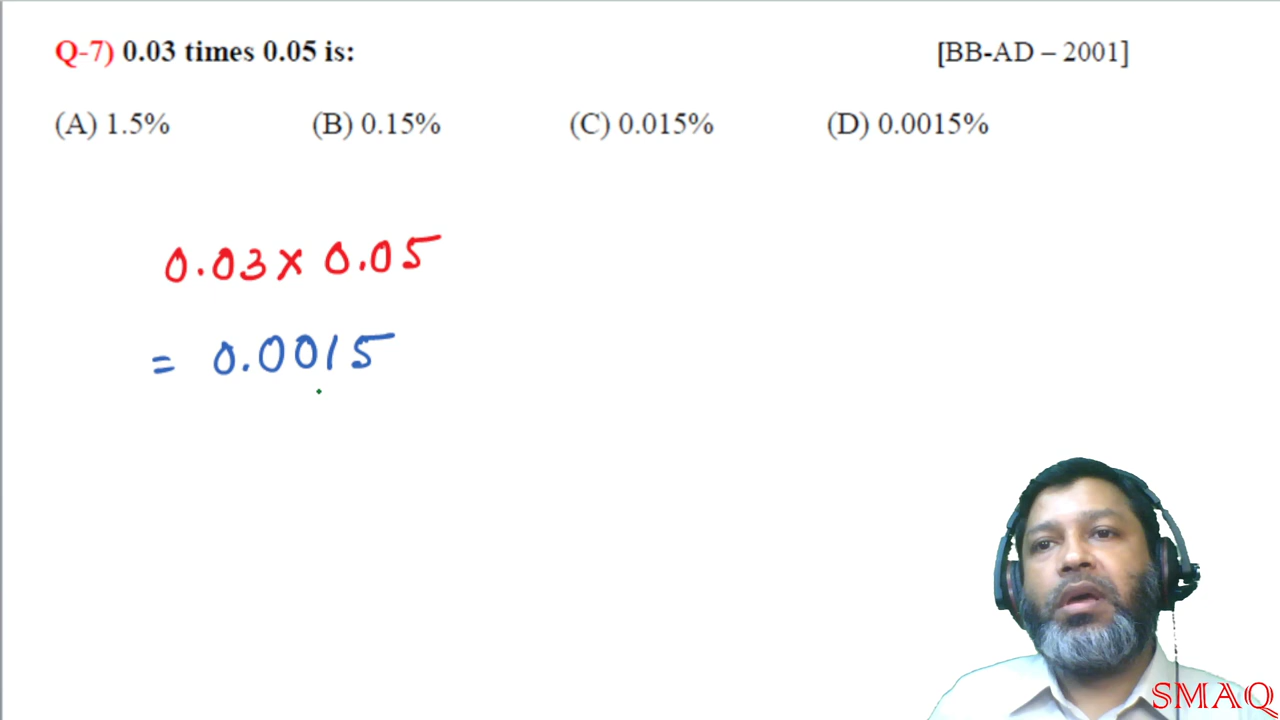 Q-7) 0.03 times 0.05 is: [BB-AD – 2001]
(A) 1.5% (B) 0.15% (C) 0.015% (D) 0.0015%
0.03 x 0.05
= 0.0015
SMAQ